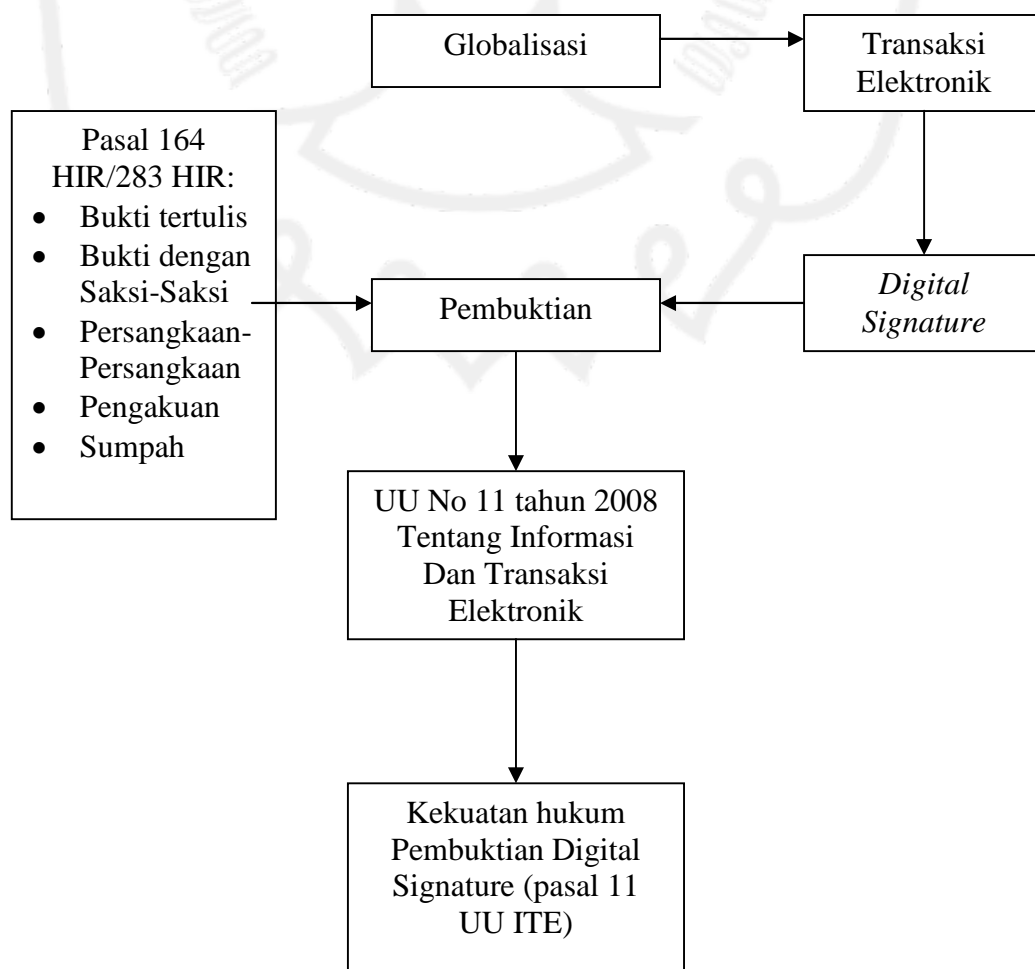 Globalisasi
Transaksi
Elektronik
Pasal 164
HIR/283 HIR:
• Bukti tertulis
• Bukti dengan
Saksi-Saksi
• Persangkaan-
Persangkaan
• Pengakuan
• Sumpah
Pembuktian
Digital
Signature
UU No 11 tahun 2008
Tentang Informasi
Dan Transaksi
Elektronik
Kekuatan hukum
Pembuktian Digital
Signature (pasal 11
UU ITE)